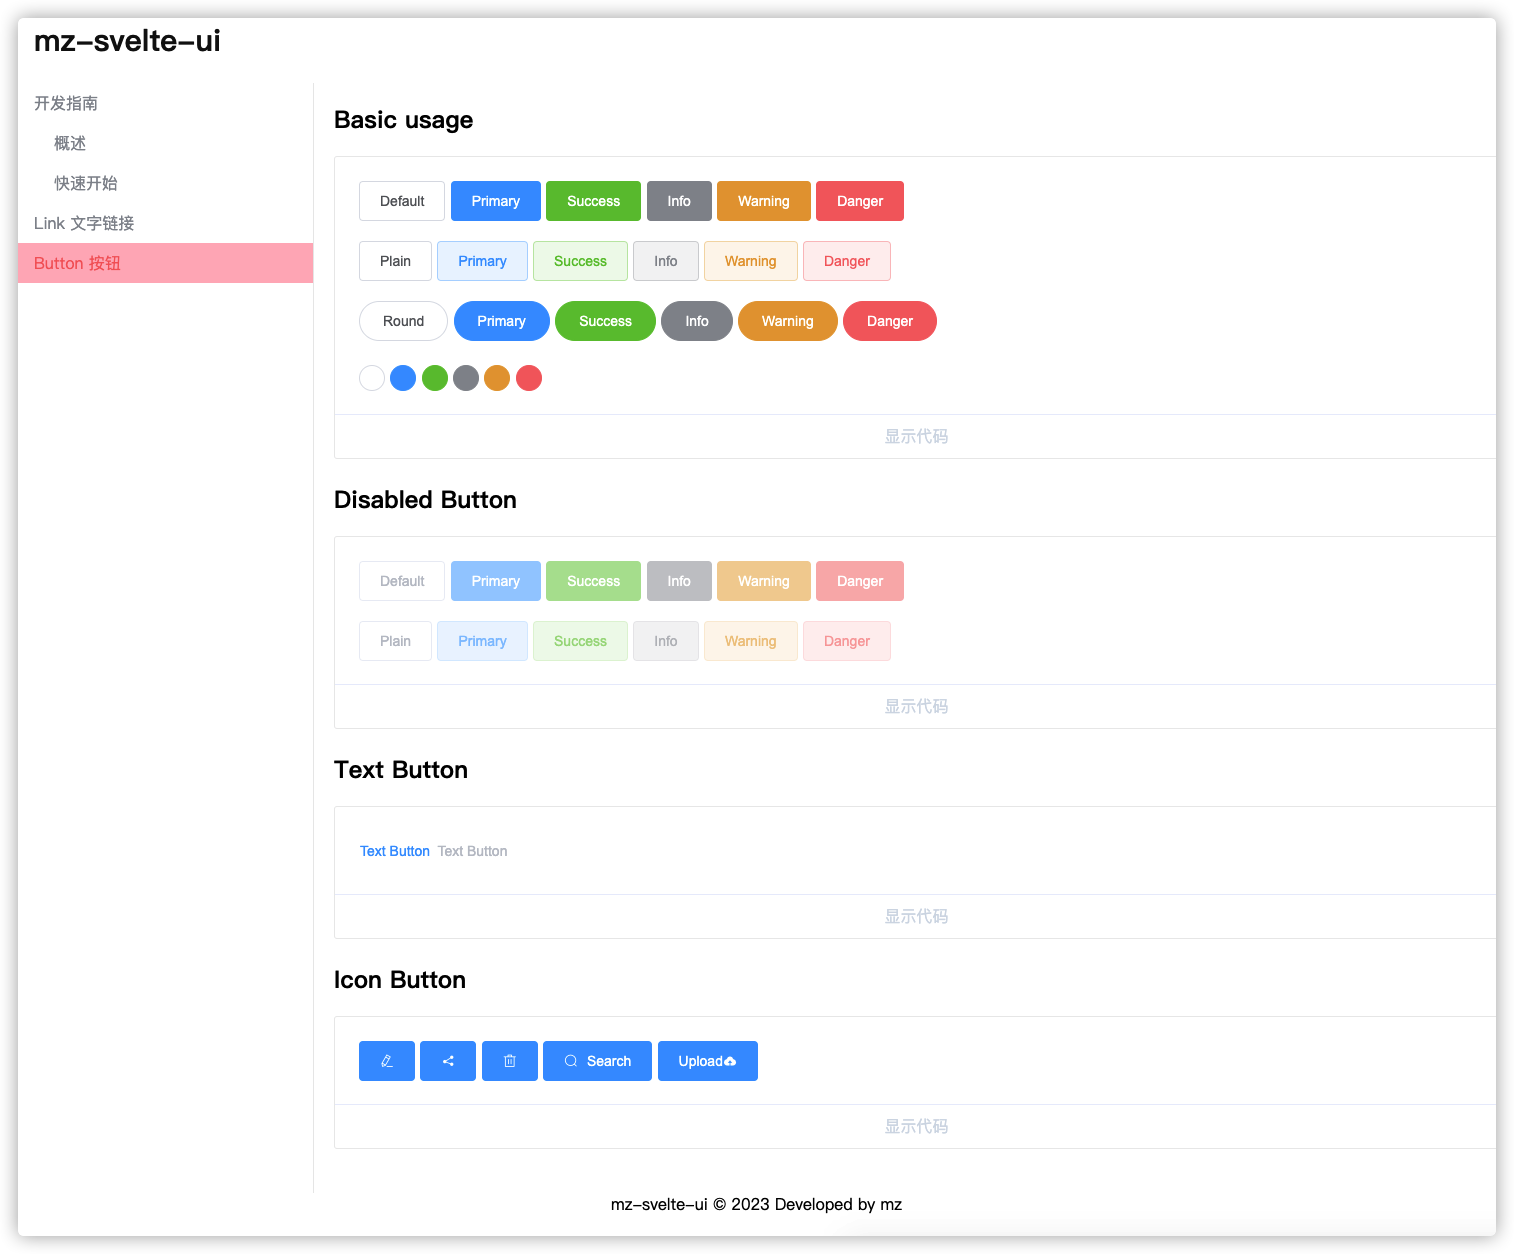 mz-svelte-ui
开发指南
概述
快速开始
Link 文字链接
Button 按钮
Basic usage
Default Primary Success Info Warning Danger
Plain Primary Success Info Warning Danger
Round Primary Success Info Warning Danger
显示代码
Disabled Button
Default Primary Success Info Warning Danger
Plain Primary Success Info Warning Danger
显示代码
Text Button
Text Button Text Button
显示代码
Icon Button
Search Upload
显示代码
mz-svelte-ui © 2023 Developed by mz